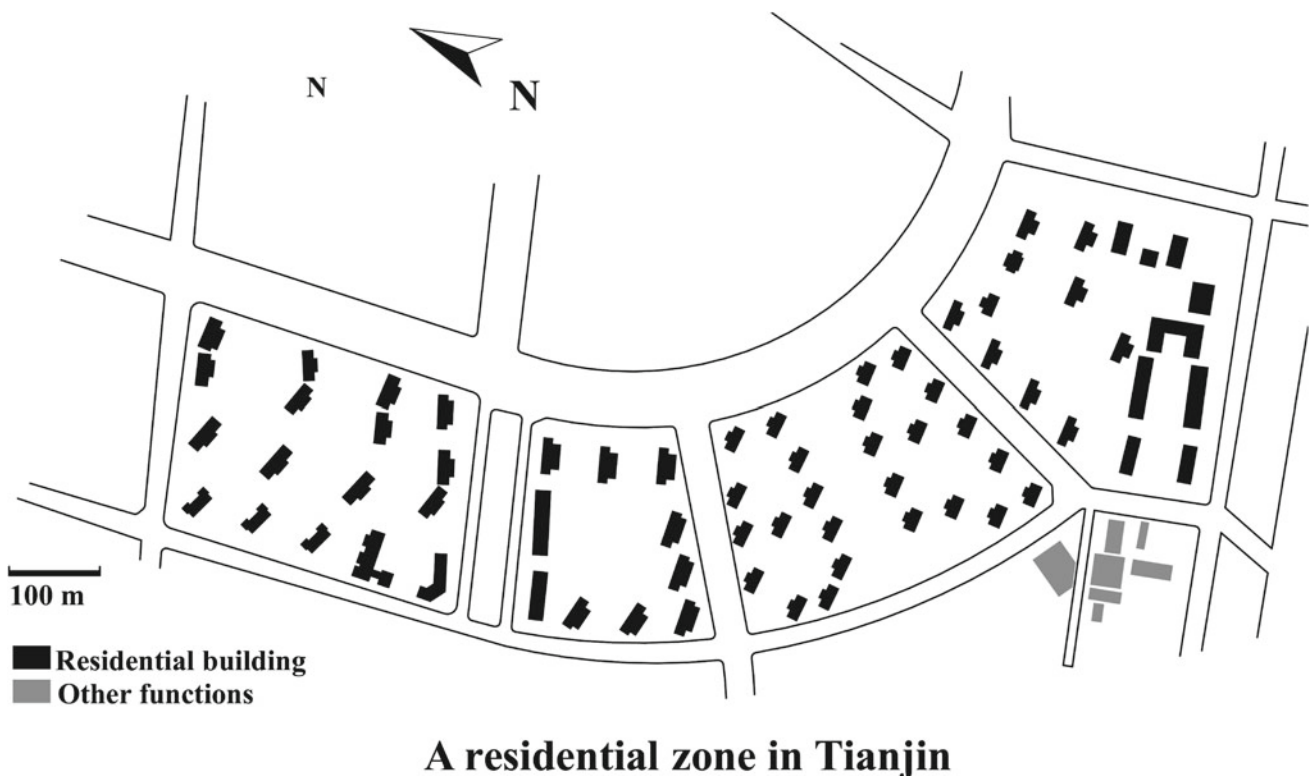 N
N
100 m
Residential building
Other functions
A residential zone in Tianjin